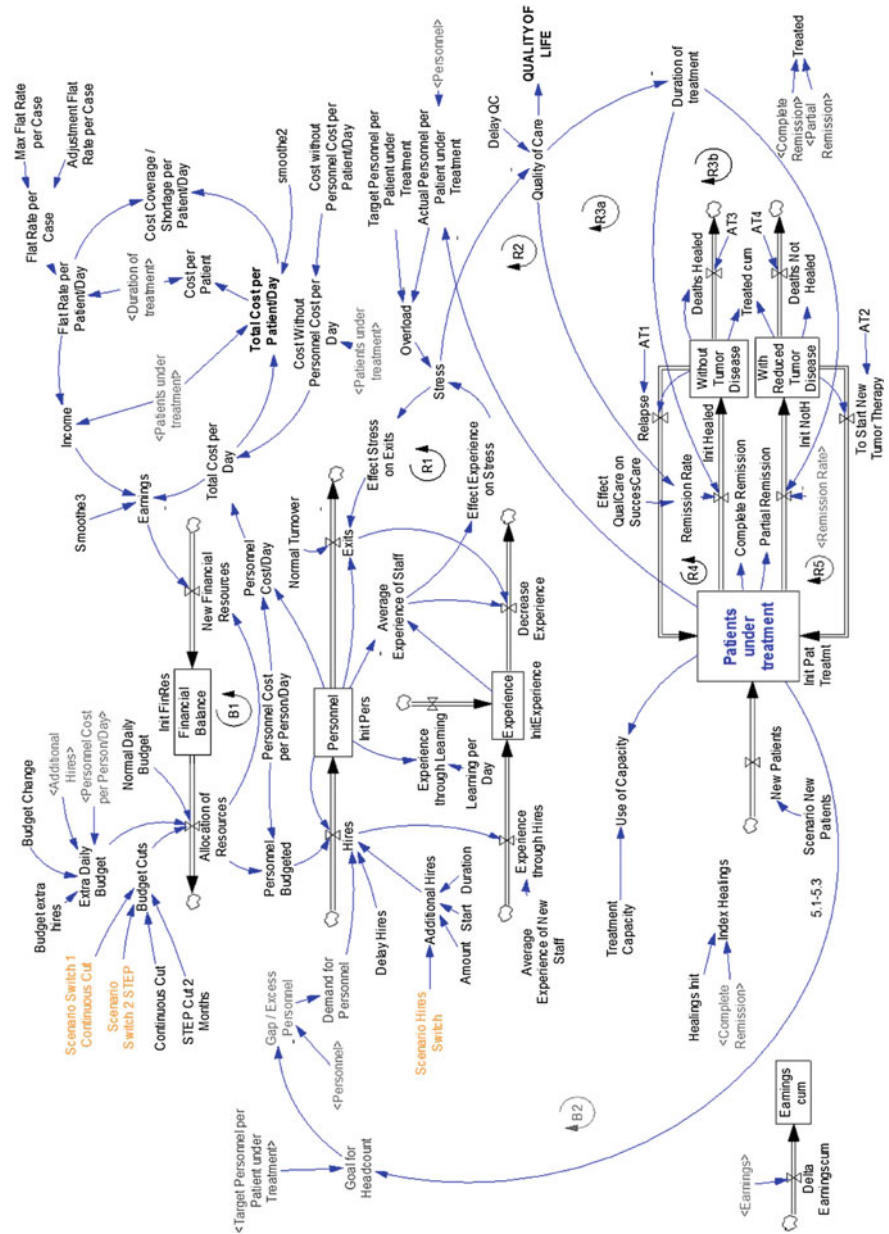 Budget Change
Budget extra
hires
<Additional
Hires>
<Personnel Cost
per Person/Day>
Extra Daily
Budget
Scenario Switch 1
Continuous Cut
Scenario
Switch 2 STEP
Budget Cuts
Continuous Cut
STEP Cut 2
Months
Normal Daily
Budget
Allocation of
Resources
Init FinRes
Financial
Balance
B1
New Financial
Resources
Smoothe3
Earnings
Income
Flat Rate per
Patient/Day
Flat Rate per
Case
Max Flat Rate
per Case
Adjustment Flat
Rate per Case
Cost Coverage /
Shortage per
Patient/Day
<Duration of
treatment>
Cost per
Patient
<Patients under
treatment>
Total Cost per
Patient/Day
smoothe2
Total Cost per
Day
Cost Without
Personnel Cost per
Day
Cost without
Personnel Cost per
Patient/Day
<Patients under
treatment>
<Target Personnel per
Patient under
Treatment>
Goal for
Headcount
Gap / Excess
Personnel
<Personnel>
Demand for
Personnel
Personnel
Budgeted
Personnel Cost
per Person/Day
Personnel
Cost/Day
Delay Hires
Hires
Personnel
Init Pers
Normal Turnover
Exits
Effect Stress
on Exits
R1
Scenario Hires
Switch
Additional Hires
Amount
Start
Duration
Average
Experience of New
Staff
Experience
through Hires
Experience
through Learning
Learning per
Day
Average
Experience of Staff
Experience
InitExperience
Decrease
Experience
Effect Experience
on Stress
Stress
Overload
Target Personnel per
Patient under
Treatment
Actual Personnel per
Patient under
Treatment
<Personnel>
R2
Delay QC
Quality of Care
QUALITY OF
LIFE
R3a
Duration of
treatment
R3b
B2
Treatment
Capacity
Use of Capacity
Healings Init
<Complete
Remission>
Index Healings
5.1-5.3
New Patients
Scenario New
Patients
Patients
under
treatment
Init Pat
Treatmt
R4
R5
Effect
QualCare on
SuccesCare
Remission Rate
Complete Remission
Partial Remission
<Remission Rate>
Relapse
AT1
Init Healed
Without
Tumor
Disease
Deaths Healed
AT3
Treated cum
With
Reduced
Tumor
Disease
Init NotH
AT4
Deaths Not
Healed
To Start New
Tumor Therapy
AT2
<Complete
Remission>
<Partial
Remission>
Treated
<Earnings>
Delta
Earningscum
Earnings
cum